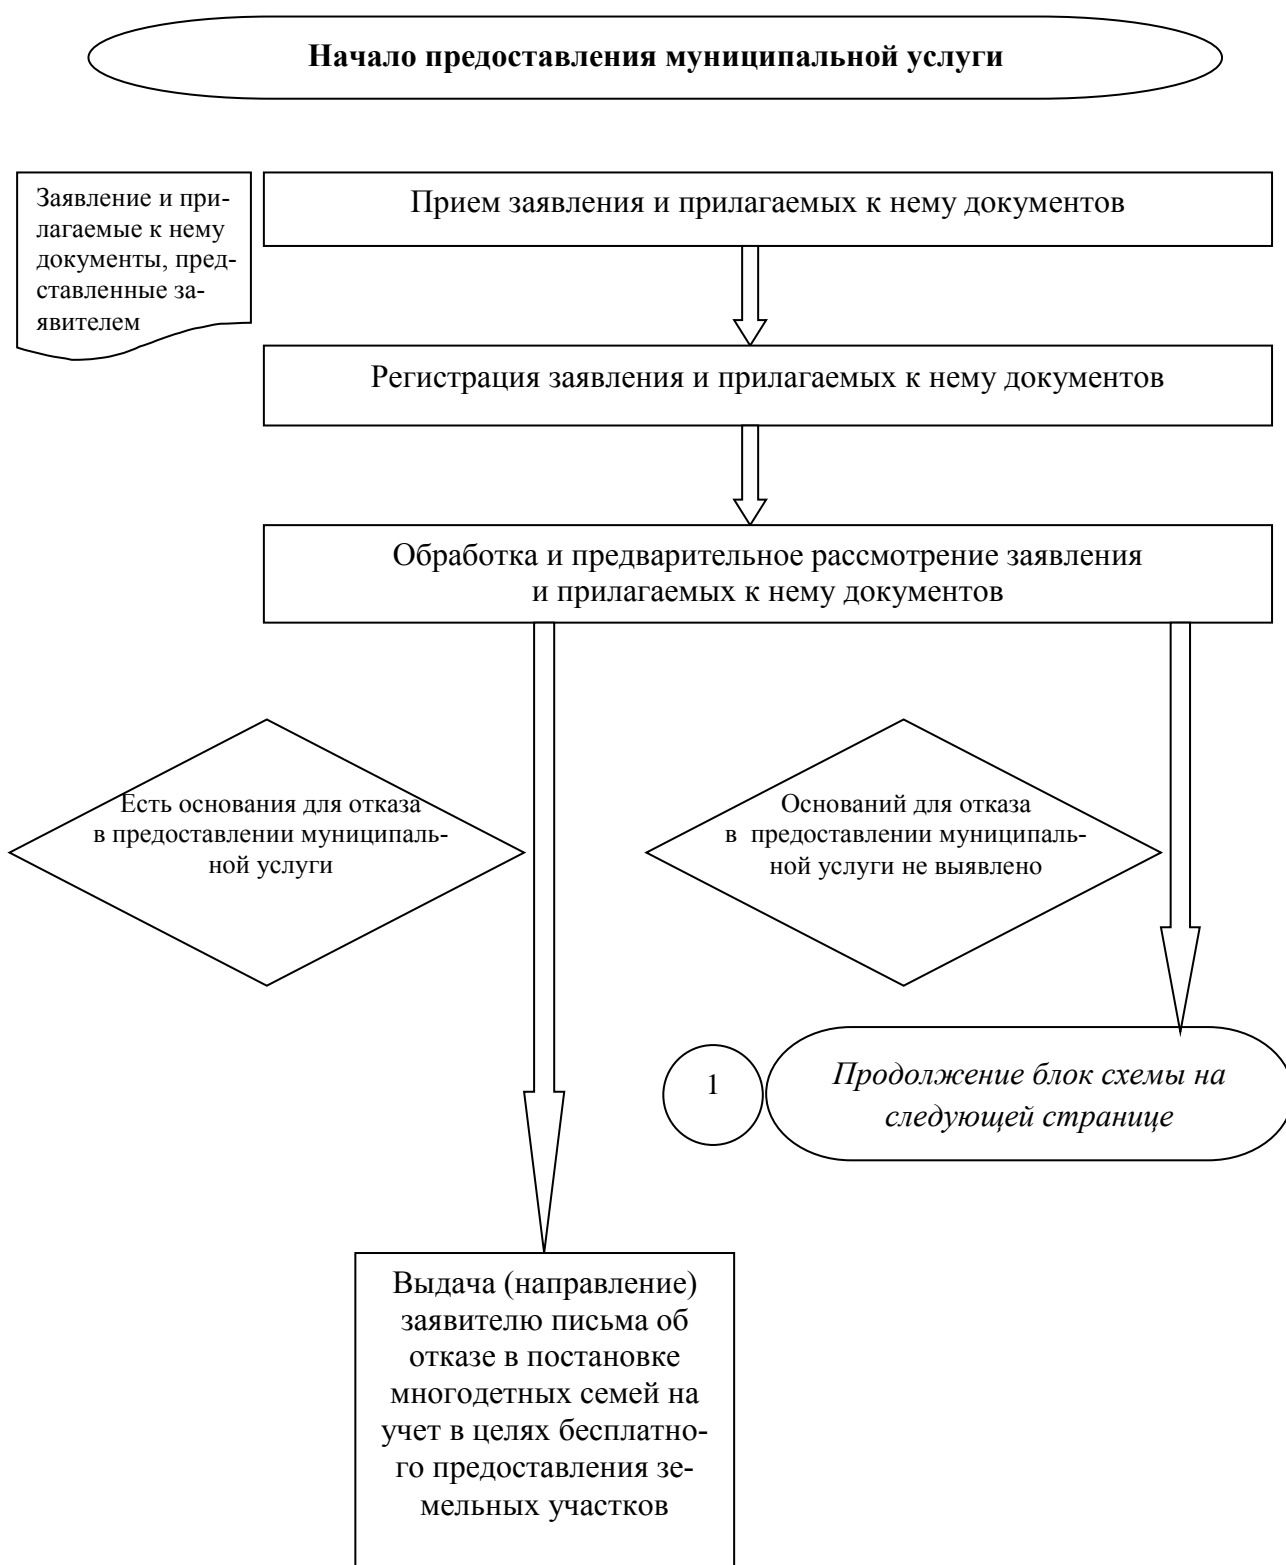 Начало предоставления муниципальной услуги
Заявление и при-
лагаемые к нему
документы, пред-
ставленные за-
явителем
Прием заявления и прилагаемых к нему документов
Регистрация заявления и прилагаемых к нему документов
Обработка и предварительное рассмотрение заявления
и прилагаемых к нему документов
Есть основания для отказа
в предоставлении муниципаль-
ной услуги
Оснований для отказа
в предоставлении муниципаль-
ной услуги не выявлено
1
Продолжение блок схемы на
следующей странице
Выдача (направление)
заявителю письма об
отказе в постановке
многодетных семей на
учет в целях бесплатно-
го предоставления зе-
мельных участков